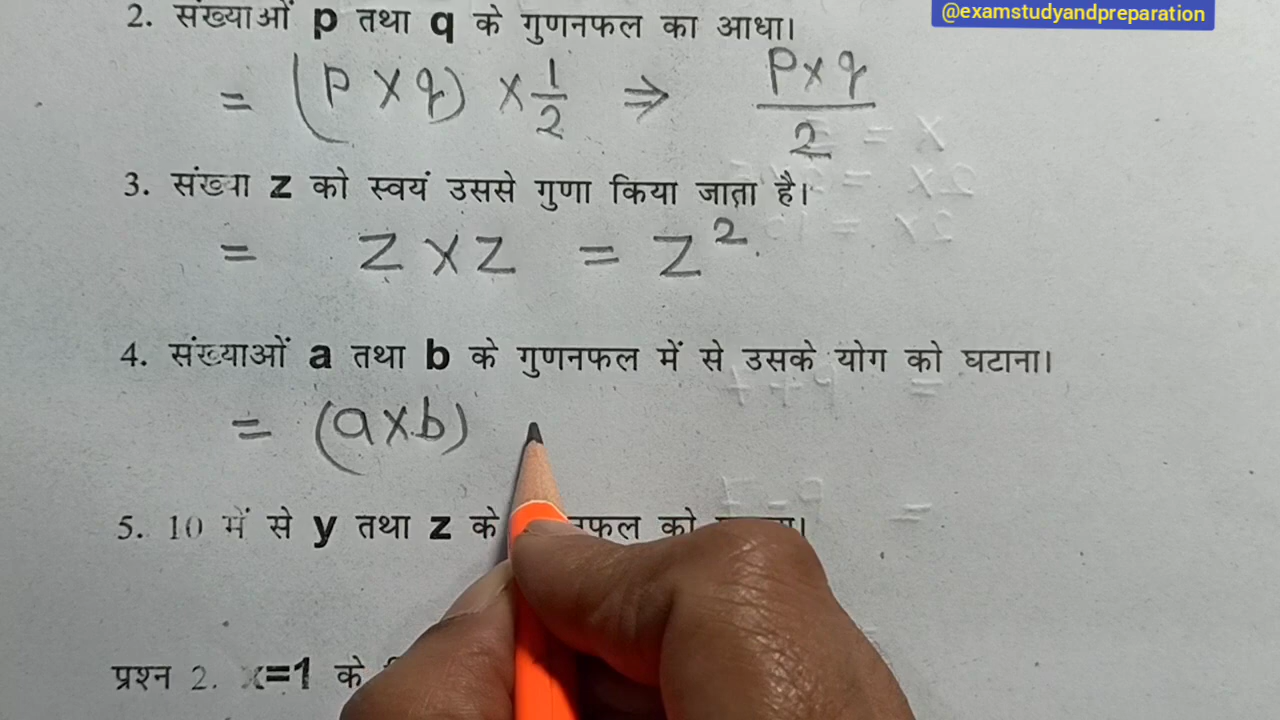 @examstudyandpreparation
2. संख्याओं p तथा q के गुणनफल का आधा।
= (p × q) × 1/2 ⇒ p×q/2
3. संख्या z को स्वयं उससे गुणा किया जाता है।
= z × z = z²
4. संख्याओं a तथा b के गुणनफल में से उसके योग को घटाना।
= (a×b)
5. 10 में से y तथा z के को
प्रश्न 2. x=1 के